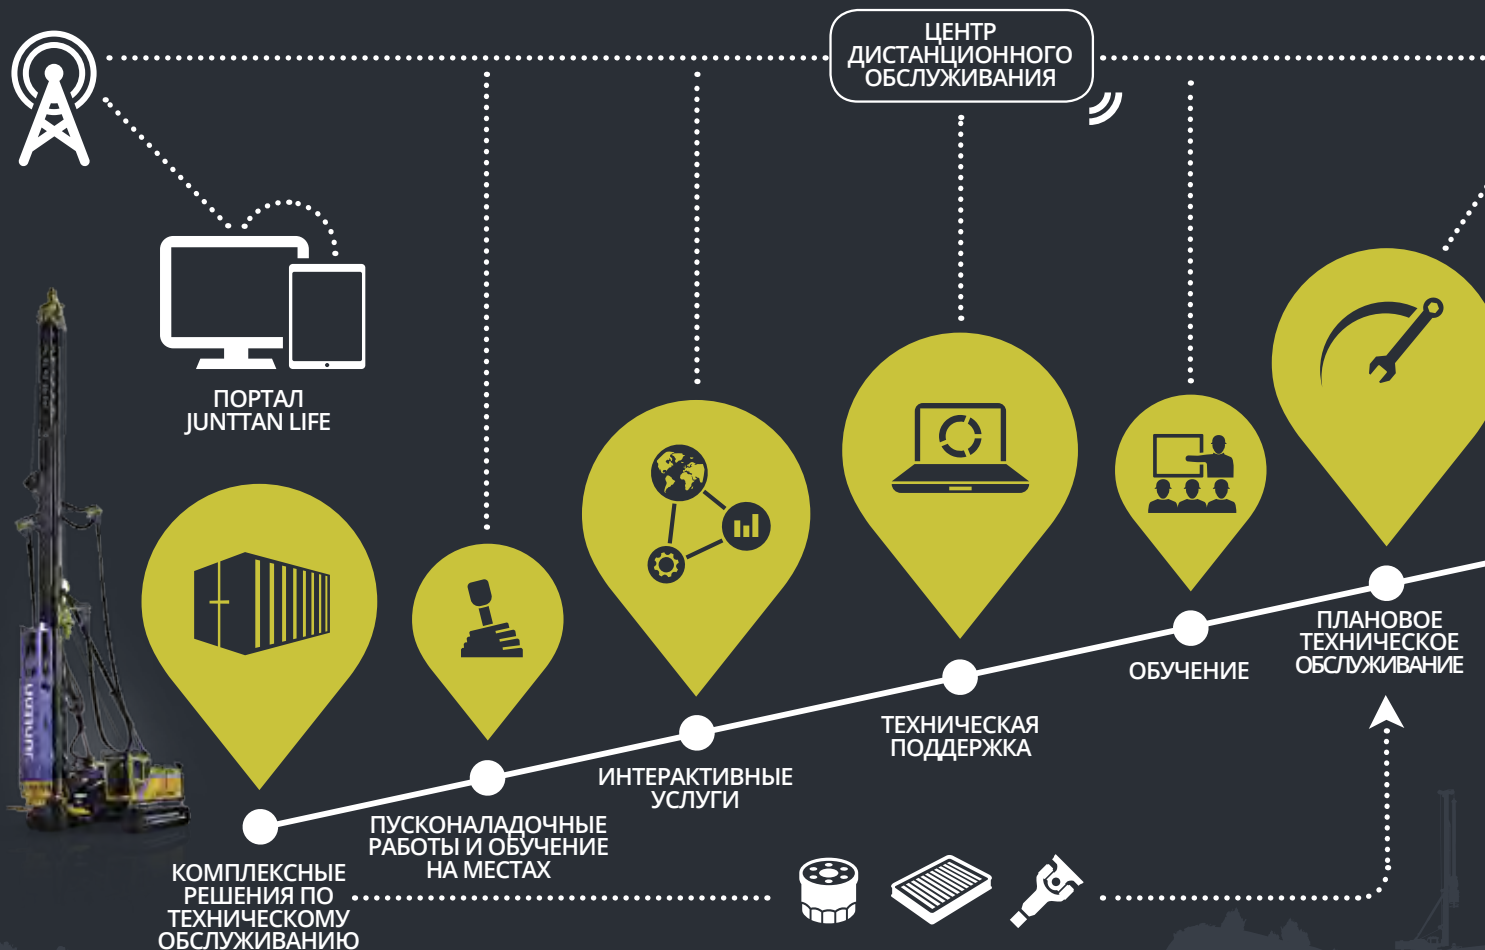 ЦЕНТР
ДИСТАНЦИОННОГО
ОБСЛУЖИВАНИЯ
ПОРТАЛ
JUNTTAN LIFE
junttan
КОМПЛЕКСНЫЕ
РЕШЕНИЯ ПО
ТЕХНИЧЕСКОМУ
ОБСЛУЖИВАНИЮ
ПУСКОНАЛАДОЧНЫЕ
РАБОТЫ И ОБУЧЕНИЕ
НА МЕСТАХ
ИНТЕРАКТИВНЫЕ
УСЛУГИ
ТЕХНИЧЕСКАЯ
ПОДДЕРЖКА
ОБУЧЕНИЕ
ПЛАНОВОЕ
ТЕХНИЧЕСКОЕ
ОБСЛУЖИВАНИЕ